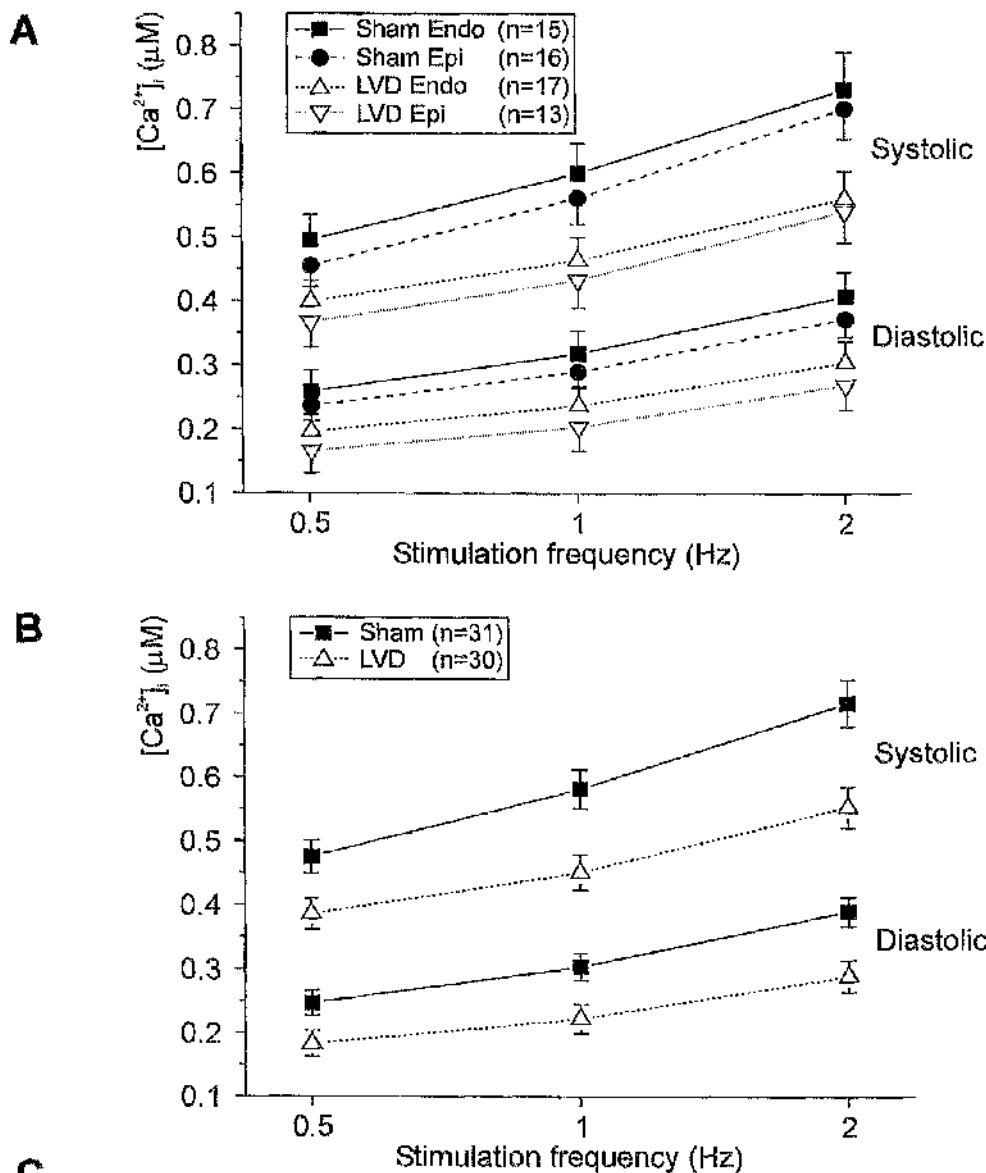 A
[Ca²⁺]ᵢ (μM)
Sham Endo (n=15)
Sham Epi (n=16)
LVD Endo (n=17)
LVD Epi (n=13)
0.8
0.7
0.6
0.5
0.4
0.3
0.2
0.1
Systolic
Diastolic
0.5 1 2
Stimulation frequency (Hz)
B
[Ca²⁺]ᵢ (μM)
Sham (n=31)
LVD (n=30)
0.8
0.7
0.6
0.5
0.4
0.3
0.2
0.1
Systolic
Diastolic
0.5 1 2
Stimulation frequency (Hz)
C